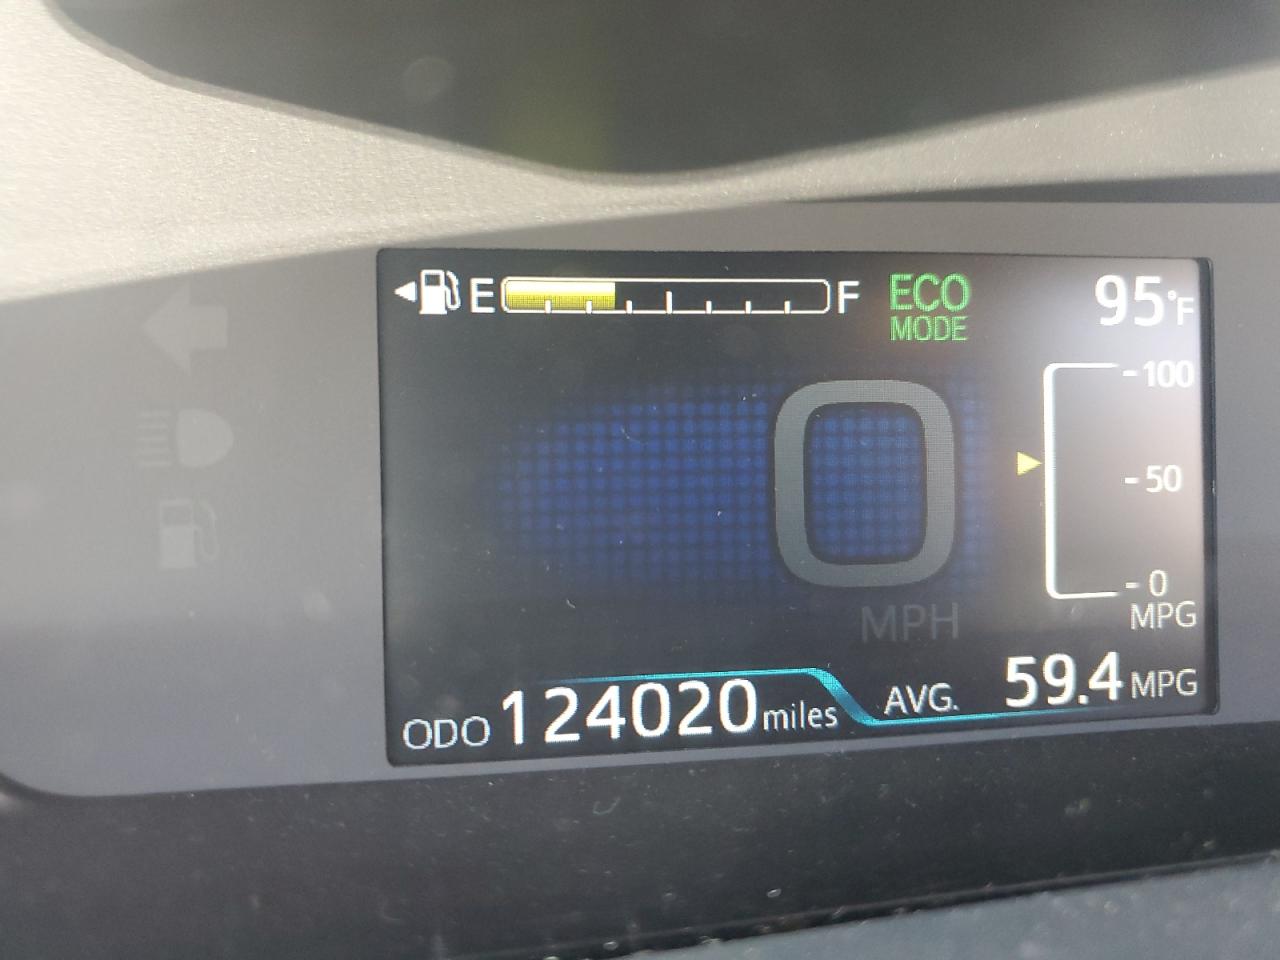 E F ECO MODE 95°F
100
50
0
MPG
0
MPH
ODO 124020 miles AVG. 59.4 MPG